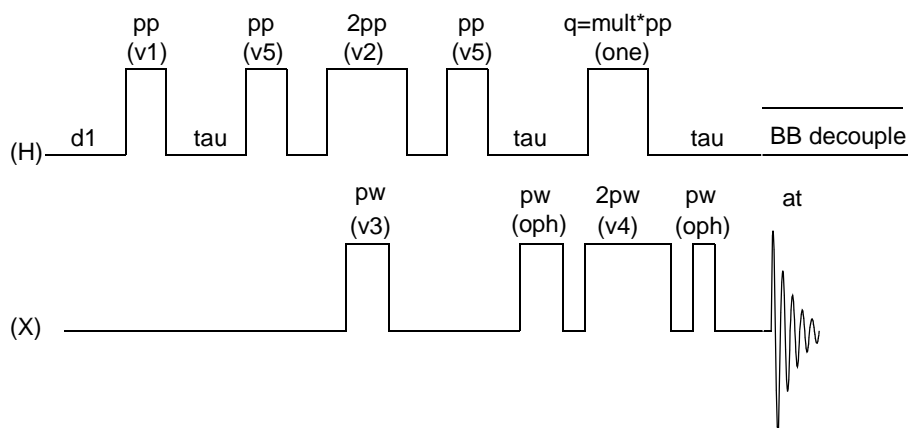 pp pp 2pp pp q=mult*pp
(v1) (v5) (v2) (v5) (one)
d1 tau tau tau BB decouple
(H)
pw pw 2pw pw at
(v3) (oph) (v4) (oph)
(X)